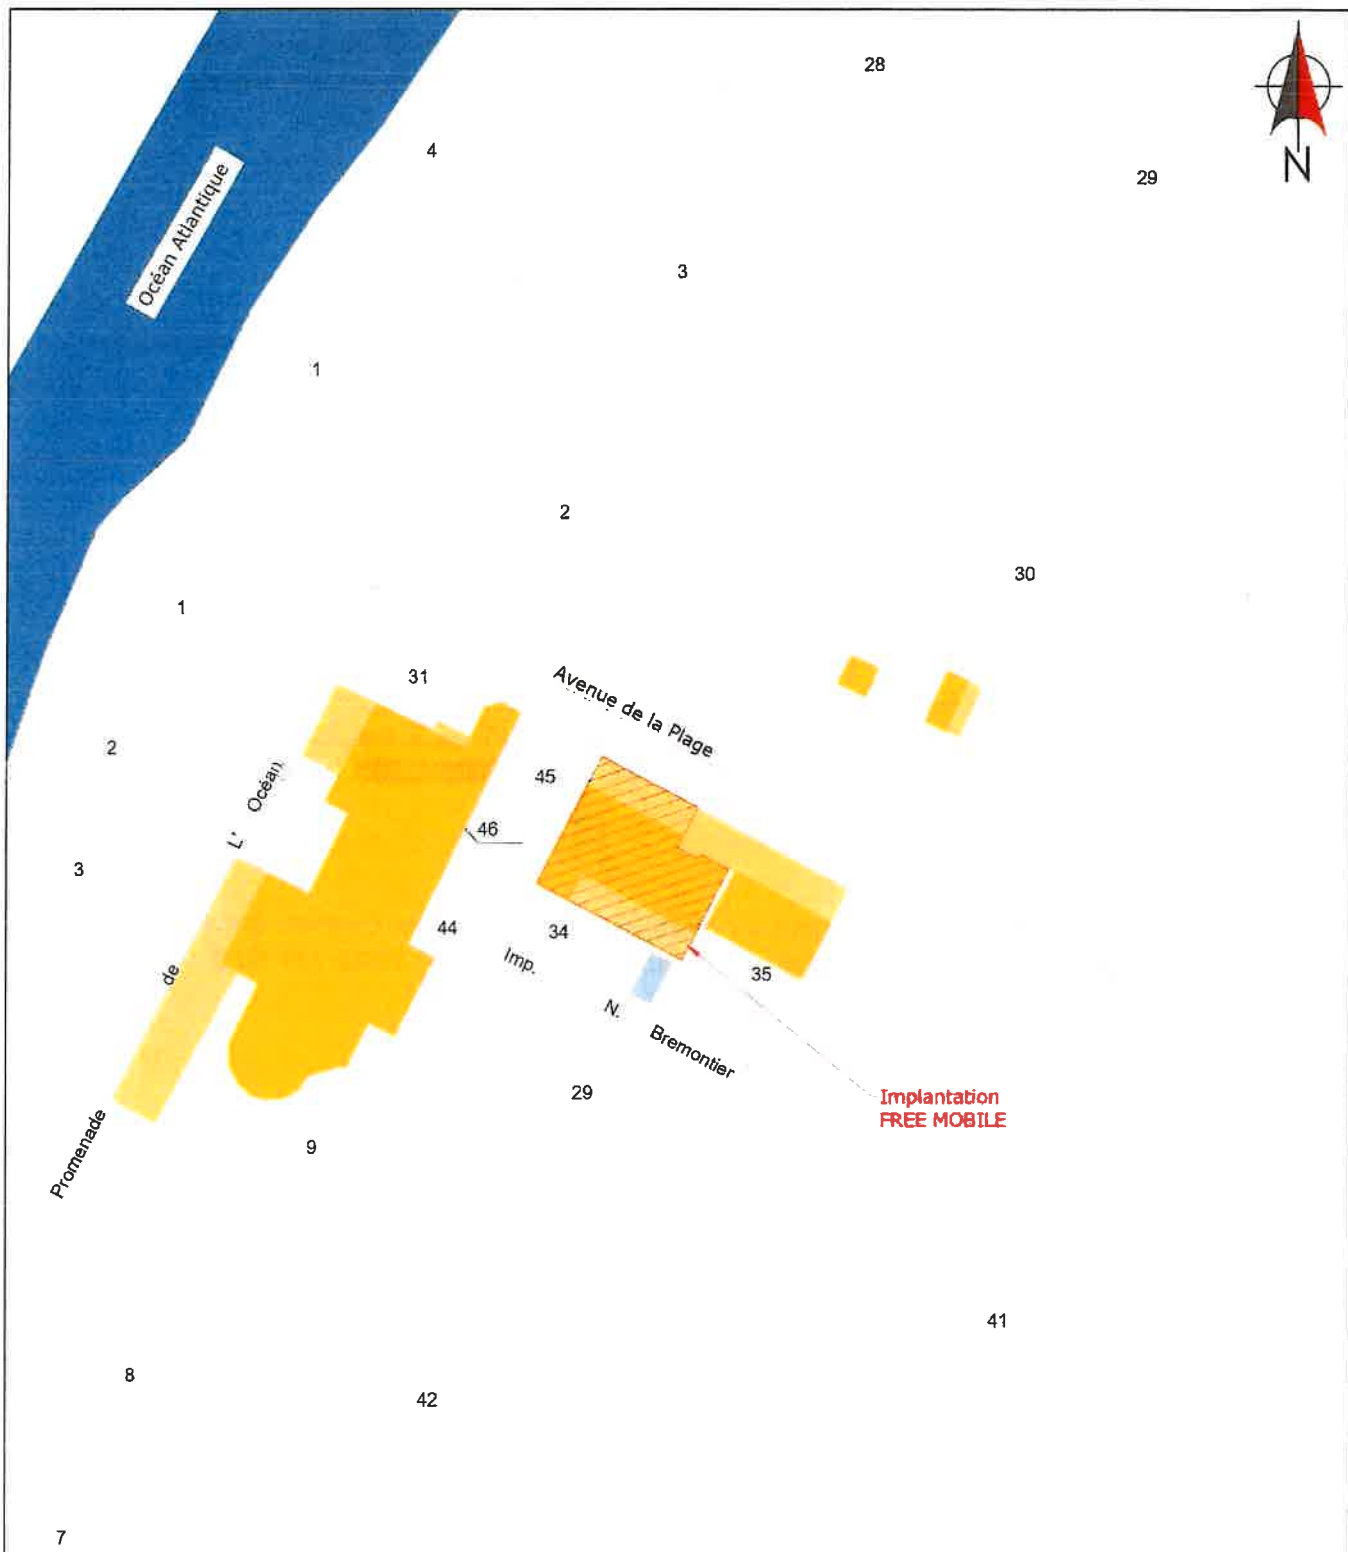 28
4
29
N
Océan Atlantique
3
1
2
30
1
31
Avenue de la Plage
2
45
L' Océan
46
3
44
34
Imp.
35
de
N.
Bremontier
29
Implantation
FREE MOBILE
Promenade
9
41
8
42
7